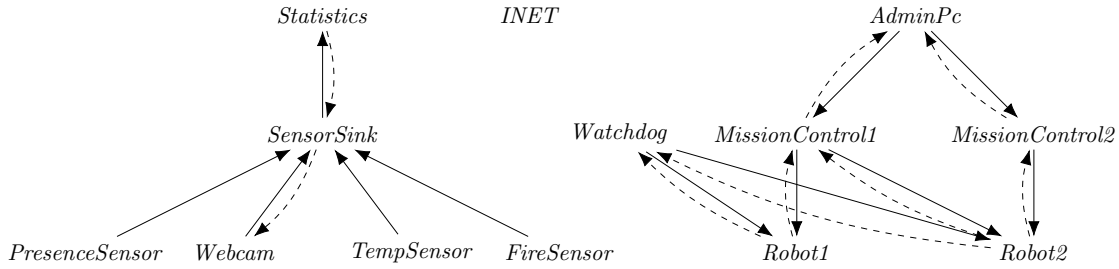 Statistics INET AdminPc
SensorSink Watchdog MissionControl1 MissionControl2
PresenceSensor Webcam TempSensor FireSensor Robot1 Robot2